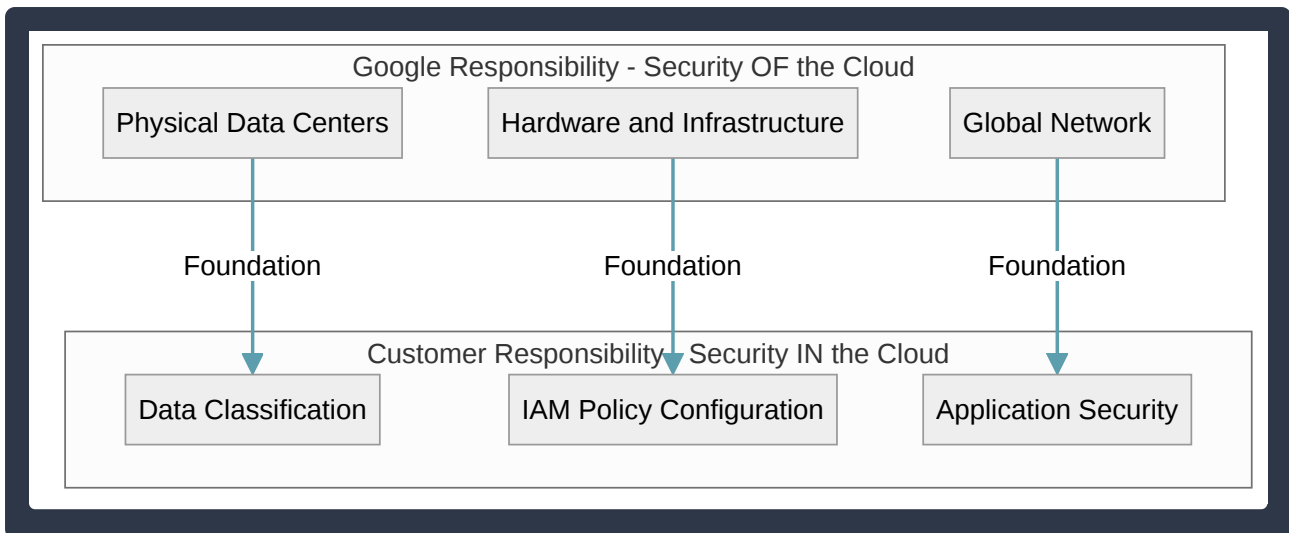 Google Responsibility - Security OF the Cloud
Physical Data Centers
Hardware and Infrastructure
Global Network
Foundation
Foundation
Foundation
Customer Responsibility - Security IN the Cloud
Data Classification
IAM Policy Configuration
Application Security